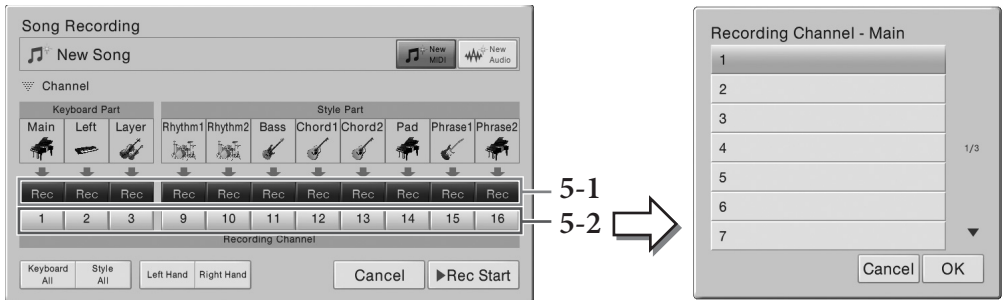 Song Recording
New Song
New MIDI
New Audio
Channel
Keyboard Part
Style Part
Main Left Layer Rhythm1 Rhythm2 Bass Chord1 Chord2 Pad Phrase1 Phrase2
Rec Rec Rec Rec Rec Rec Rec Rec Rec Rec Rec
5-1
1 2 3 9 10 11 12 13 14 15 16
5-2
Recording Channel
Keyboard All
Style All
Left Hand Right Hand
Cancel
▶Rec Start
Recording Channel - Main
1
2
3
4
1/3
5
6
7
▼
Cancel OK